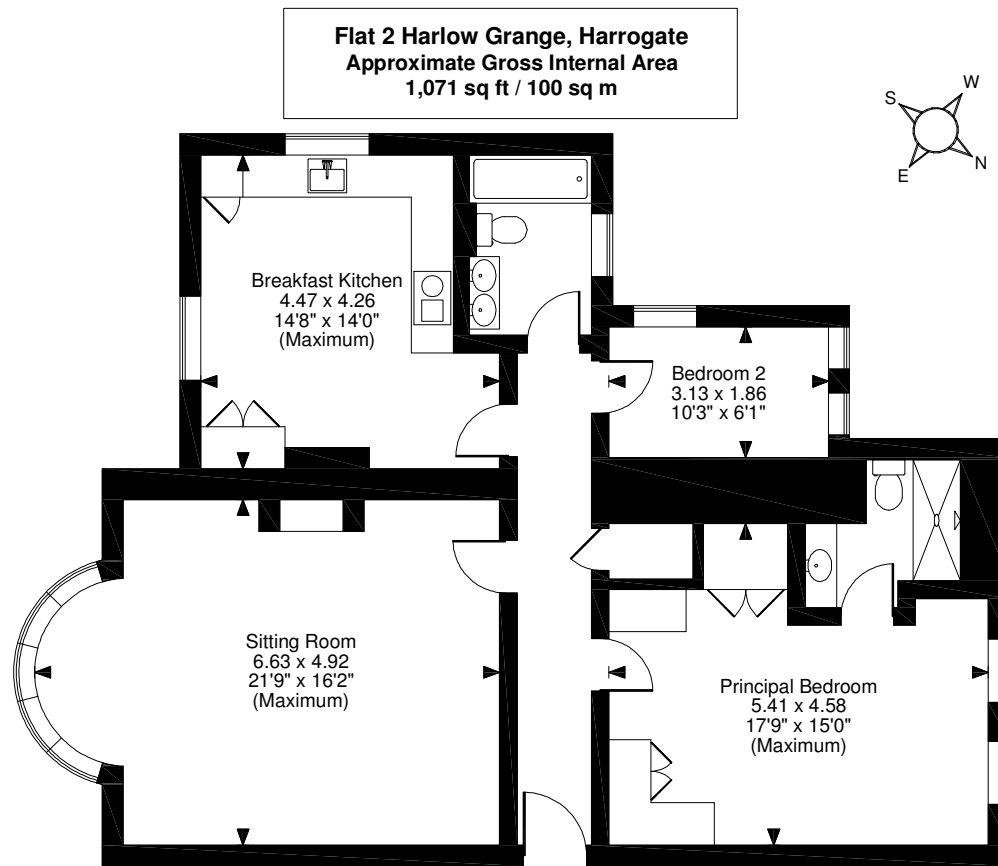 Flat 2 Harlow Grange, Harrogate
Approximate Gross Internal Area
1,071 sq ft / 100 sq m
S
W
E
N
Breakfast Kitchen
4.47 x 4.26
14'8" x 14'0"
(Maximum)
Bedroom 2
3.13 x 1.86
10'3" x 6'1"
Sitting Room
6.63 x 4.92
21'9" x 16'2"
(Maximum)
Principal Bedroom
5.41 x 4.58
17'9" x 15'0"
(Maximum)